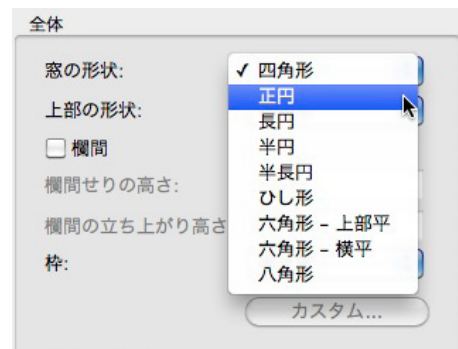 全体
窓の形状:
✓ 四角形
正円
上部の形状:
長円
欄間
半円
半長円
欄間せりの高さ:
ひし形
欄間の立ち上がり高さ
六角形 – 上部平
六角形 – 横平
枠:
八角形
カスタム...